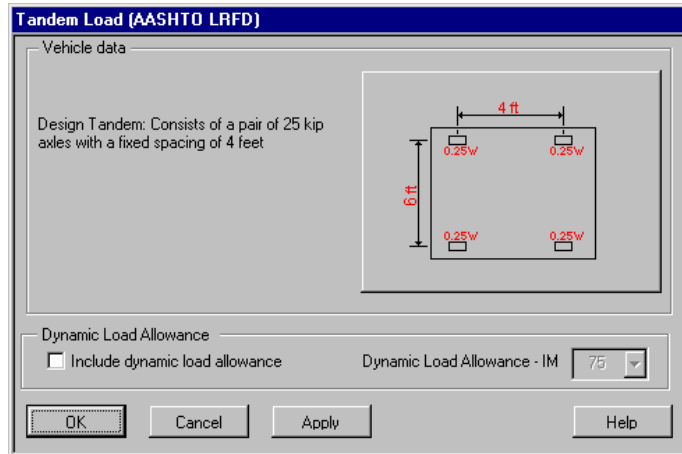 Tandem Load (AASHTO LRFD)
Vehicle data
Design Tandem: Consists of a pair of 25 kip
axles with a fixed spacing of 4 feet
4 ft
0.25W 0.25W
6 ft
0.25W 0.25W
Dynamic Load Allowance
Include dynamic load allowance Dynamic Load Allowance - IM 75
OK Cancel Apply Help